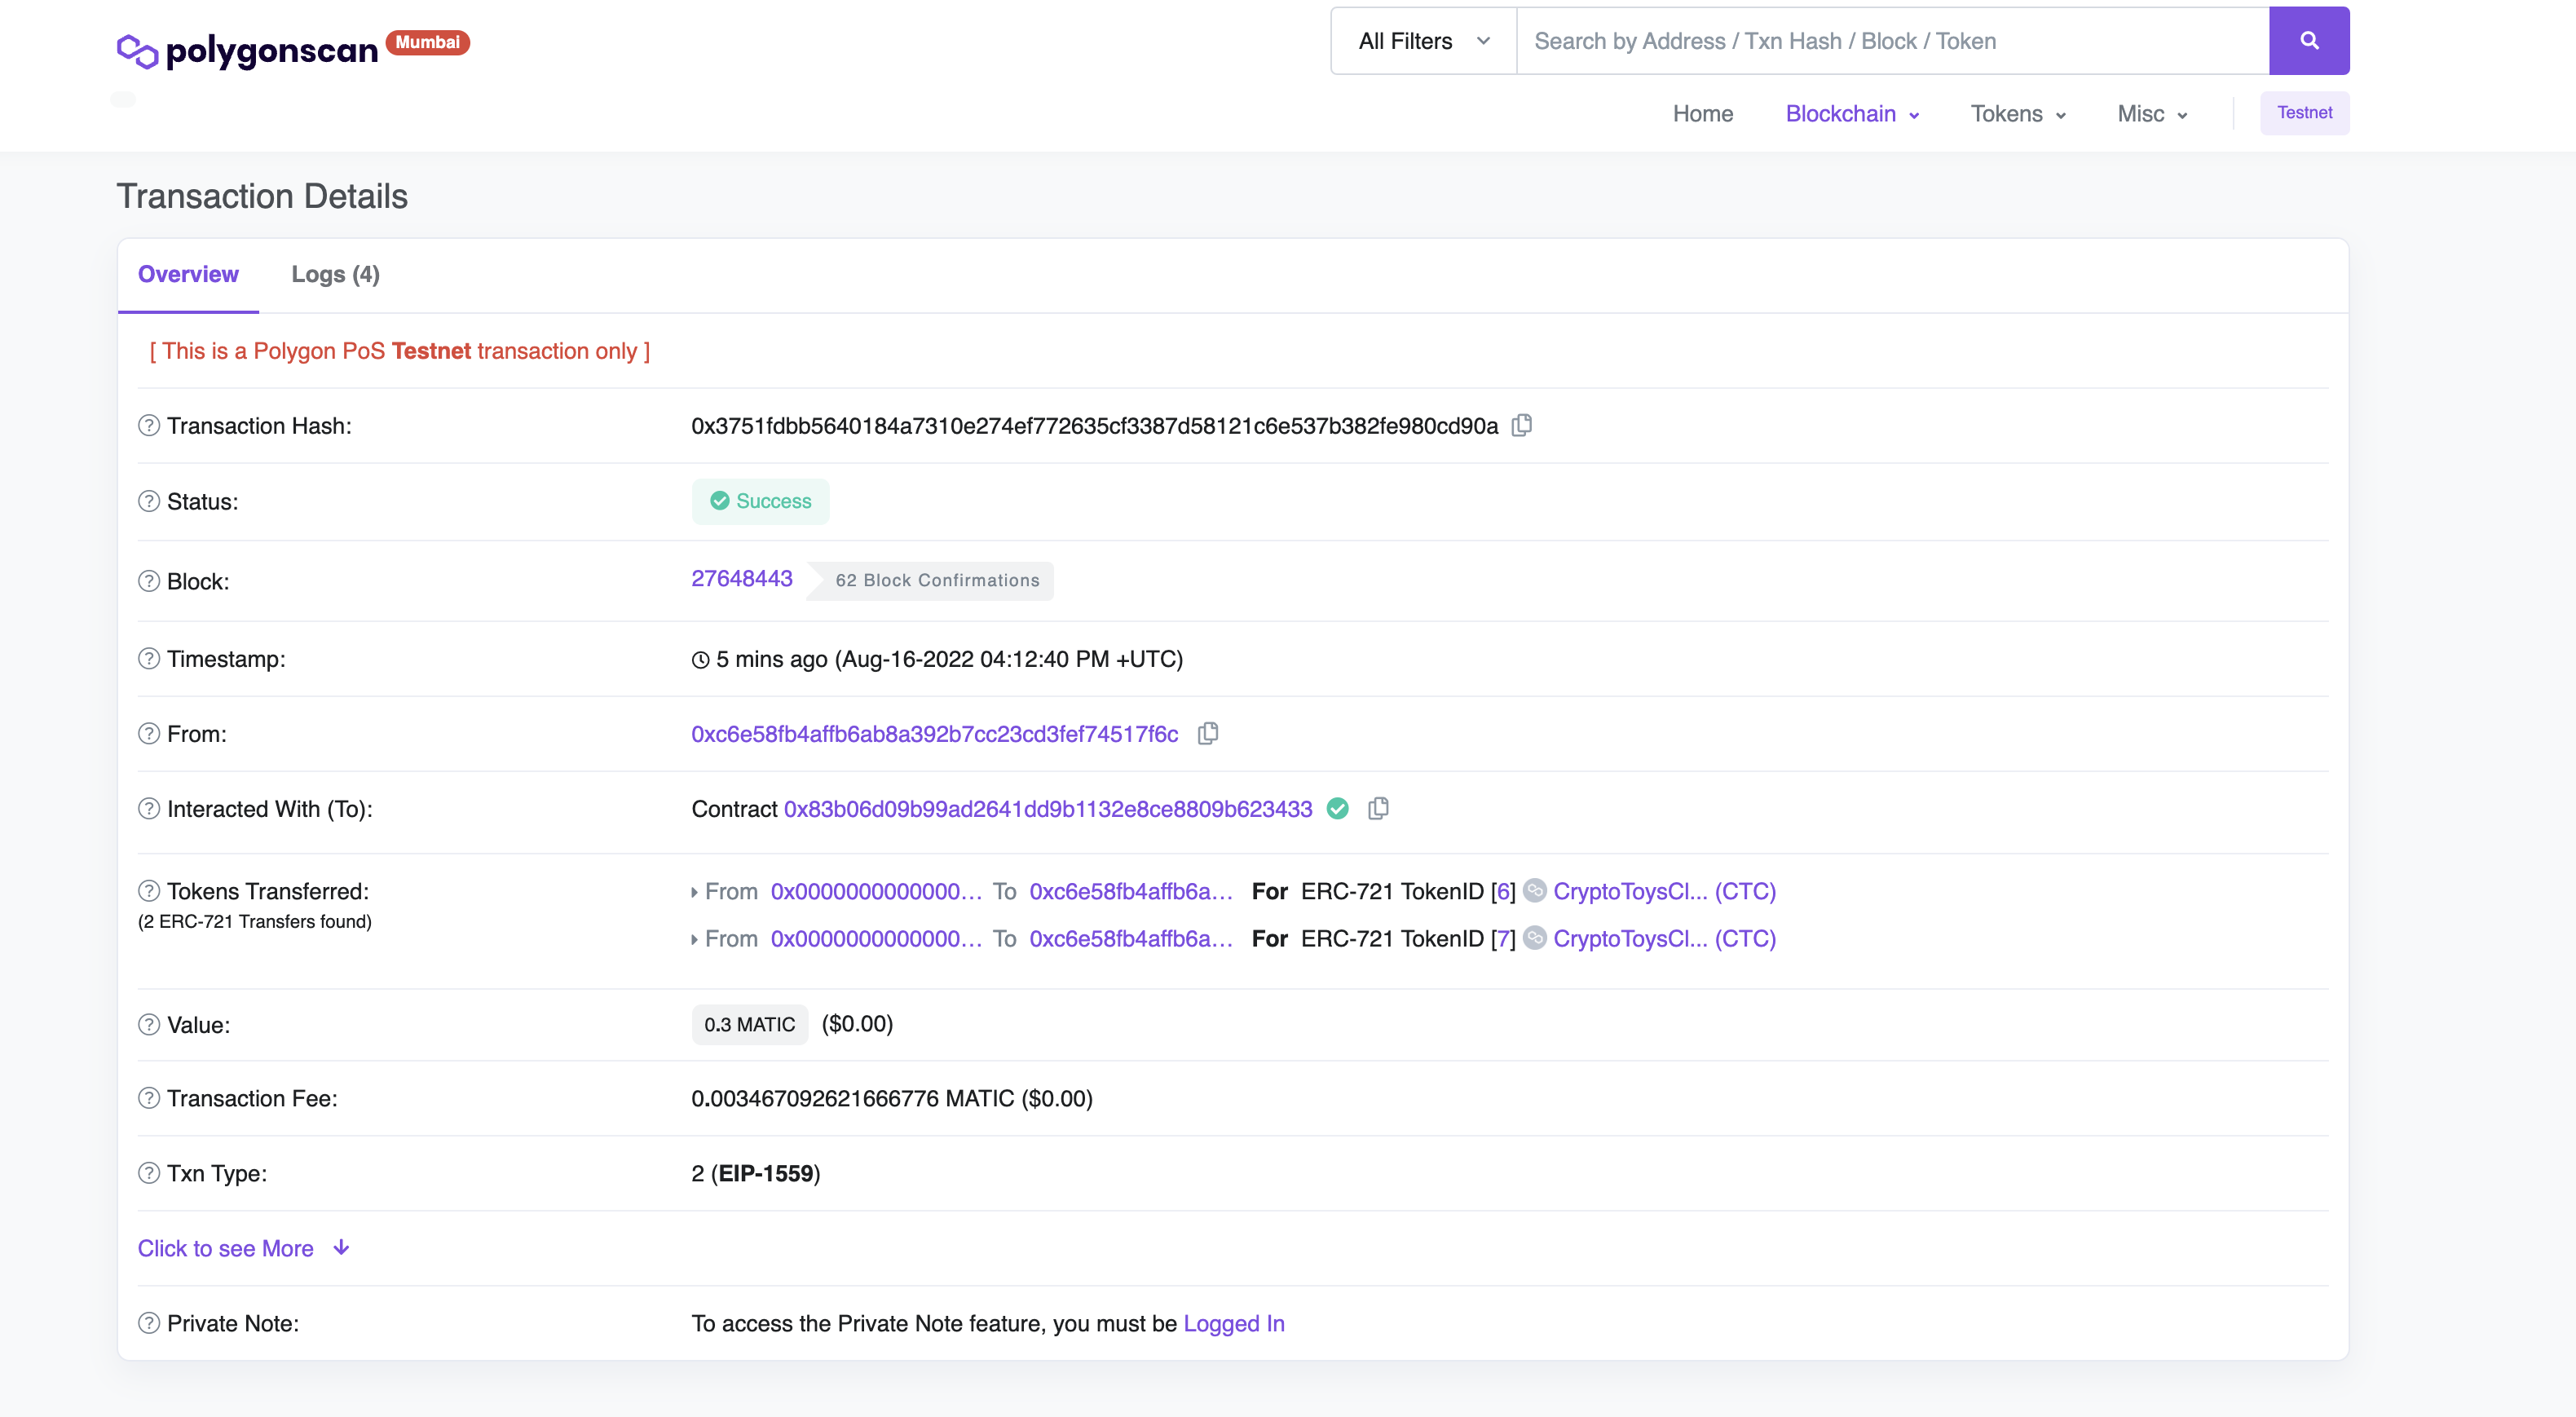 polygonscan Mumbai
All Filters Search by Address / Txn Hash / Block / Token
Home Blockchain Tokens Misc Testnet
Transaction Details
Overview Logs (4)
[ This is a Polygon PoS Testnet transaction only ]
Transaction Hash: 0x3751fdbb5640184a7310e274ef772635cf3387d58121c6e537b382fe980cd90a
Status: Success
Block: 27648443 62 Block Confirmations
Timestamp: 5 mins ago (Aug-16-2022 04:12:40 PM +UTC)
From: 0xc6e58fb4affb6ab8a392b7cc23cd3fef74517f6c
Interacted With (To): Contract 0x83b06d09b99ad2641dd9b1132e8ce8809b623433
Tokens Transferred: From 0x0000000000000... To 0xc6e58fb4affb6a... For ERC-721 TokenID [6] CryptoToysCl... (CTC)
(2 ERC-721 Transfers found)
From 0x0000000000000... To 0xc6e58fb4affb6a... For ERC-721 TokenID [7] CryptoToysCl... (CTC)
Value: 0.3 MATIC ($0.00)
Transaction Fee: 0.003467092621666776 MATIC ($0.00)
Txn Type: 2 (EIP-1559)
Click to see More
Private Note: To access the Private Note feature, you must be Logged In